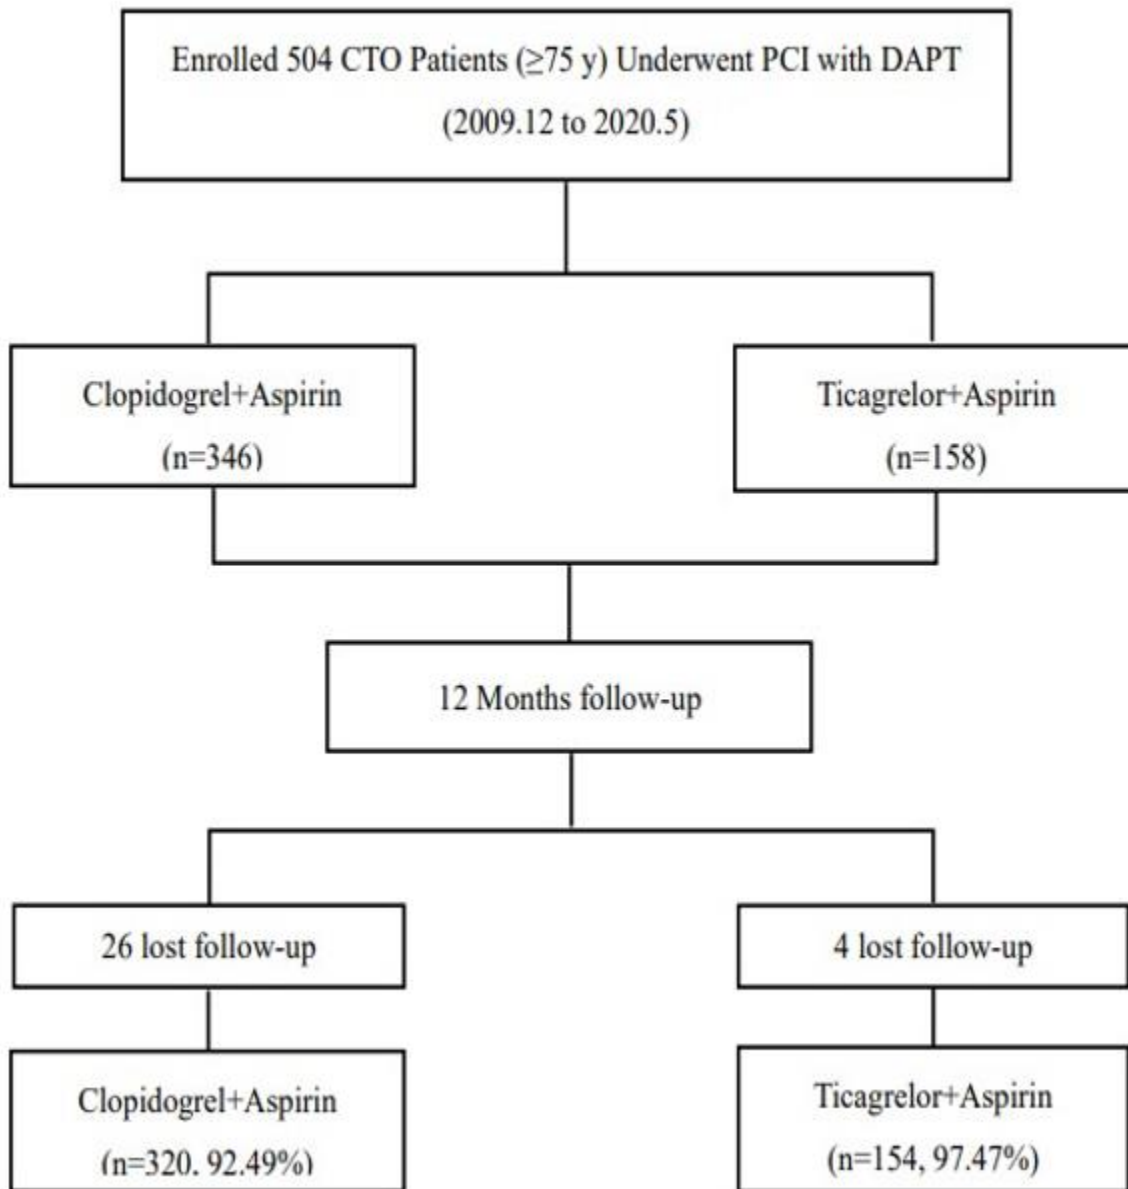 Enrolled 504 CTO Patients (≥75 y) Underwent PCI with DAPT
(2009.12 to 2020.5)
Clopidogrel+Aspirin
(n=346)
Ticagrelor+Aspirin
(n=158)
12 Months follow-up
26 lost follow-up
4 lost follow-up
Clopidogrel+Aspirin
(n=320, 92.49%)
Ticagrelor+Aspirin
(n=154, 97.47%)